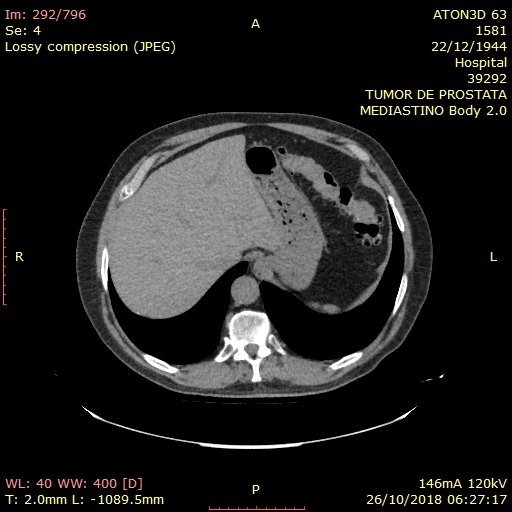 Im: 292/796
Se: 4
Lossy compression (JPEG)
A
ATON3D 63
1581
22/12/1944
Hospital
39292
TUMOR DE PROSTATA
MEDIASTINO Body 2.0
R
L
WL: 40 WW: 400 [D]
T: 2.0mm L: -1089.5mm
P
146mA 120kV
26/10/2018 06:27:17